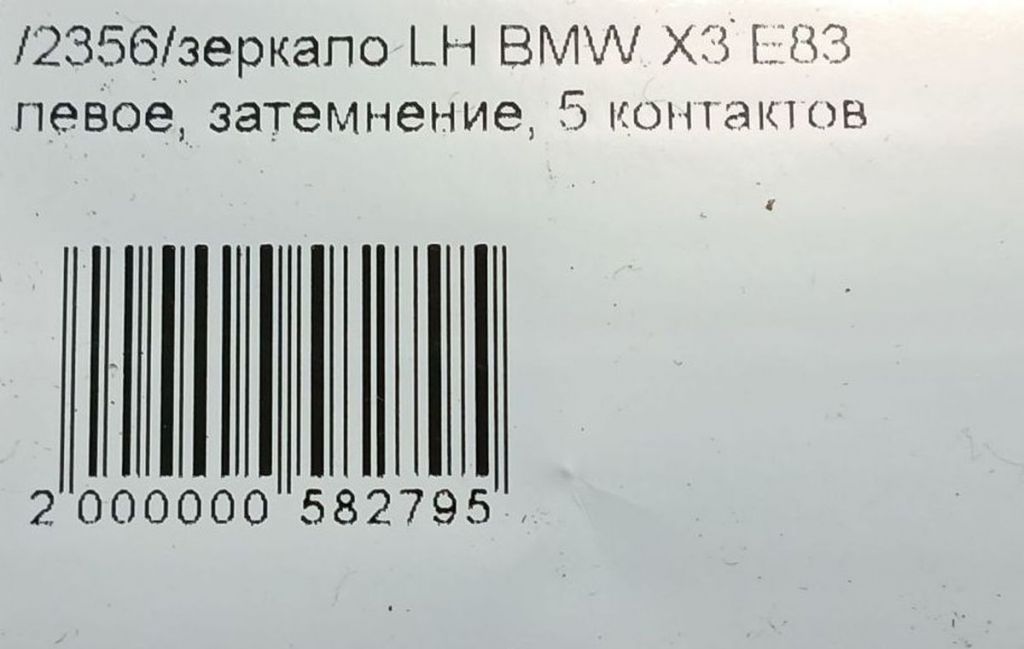 /2356/зеркало LH BMW X3 E83
левое, затемнение, 5 контактов
2 000000 582795